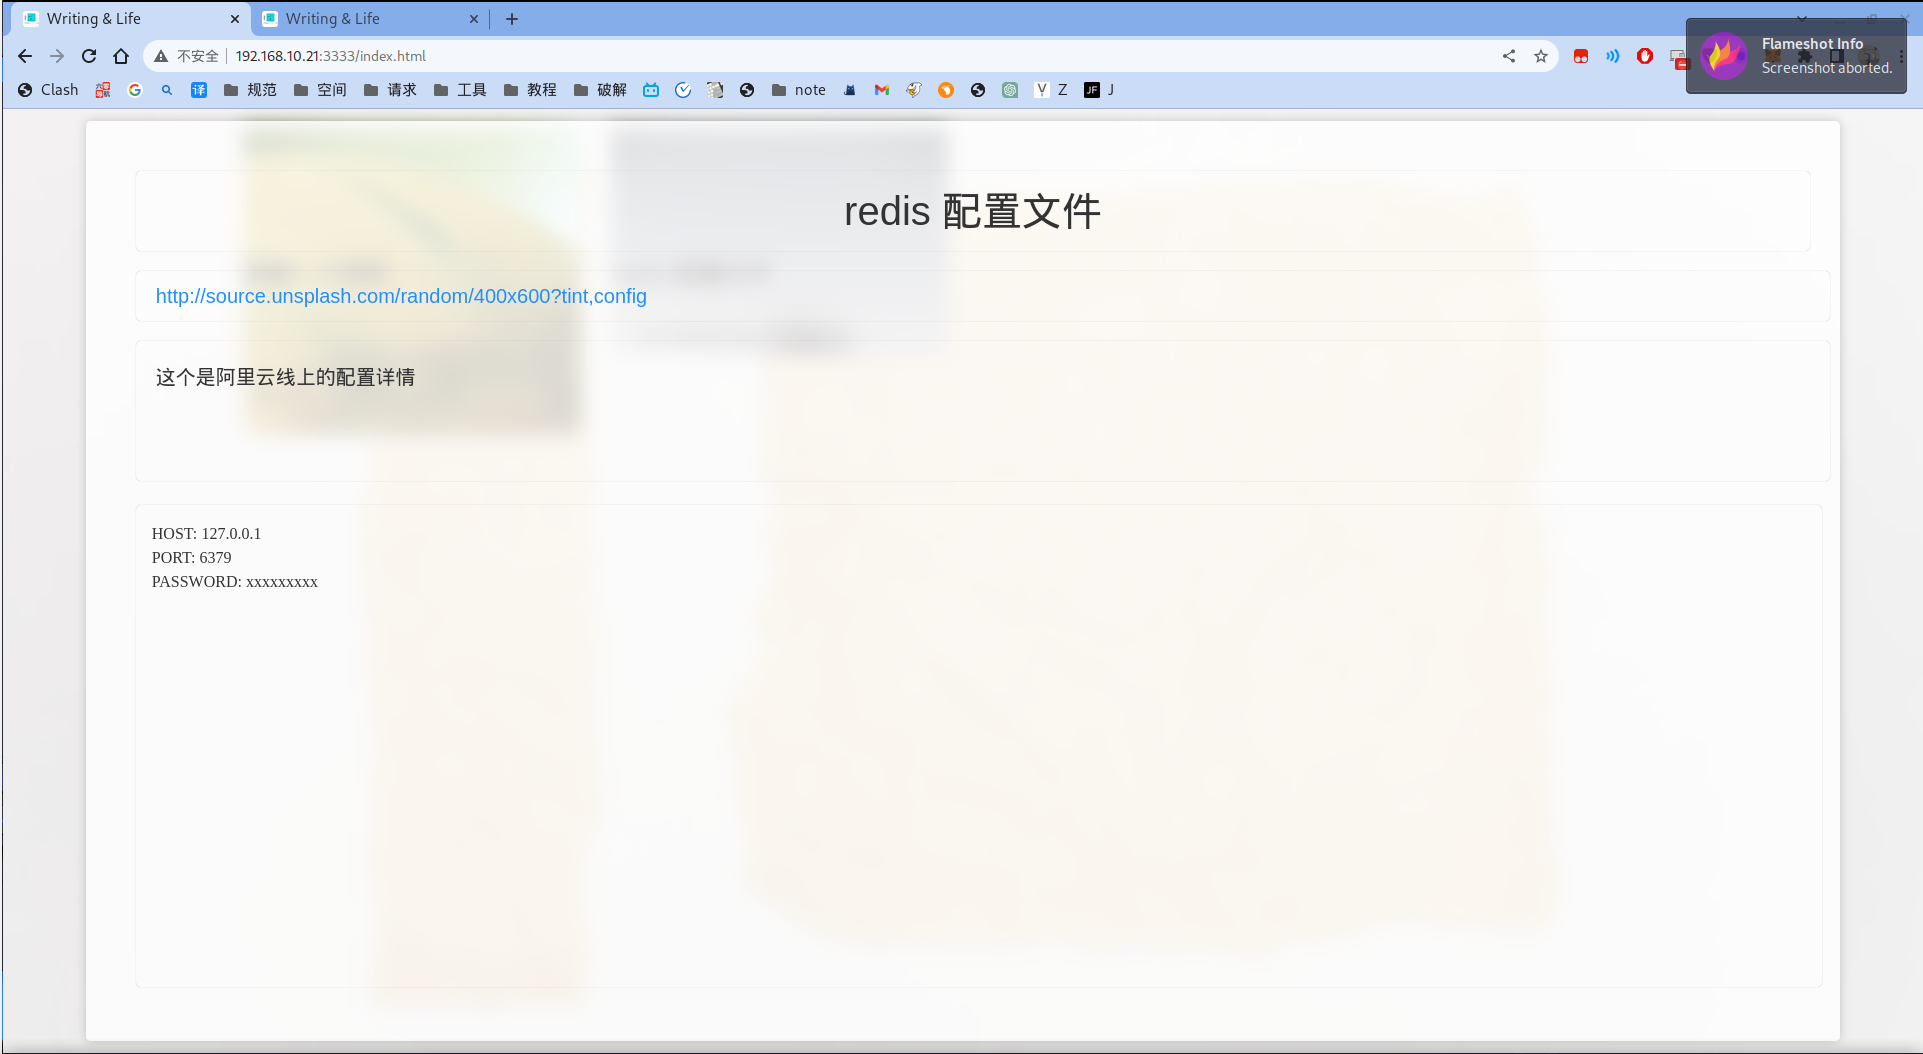 Writing & Life
Writing & Life
Flameshot Info
Screenshot aborted.
不安全
192.168.10.21:3333/index.html
Clash
译
规范
空间
请求
工具
教程
破解
note
Z
JF
J
redis 配置文件
http://source.unsplash.com/random/400x600?tint,config
这个是阿里云线上的配置详情
HOST: 127.0.0.1
PORT: 6379
PASSWORD: xxxxxxxxx